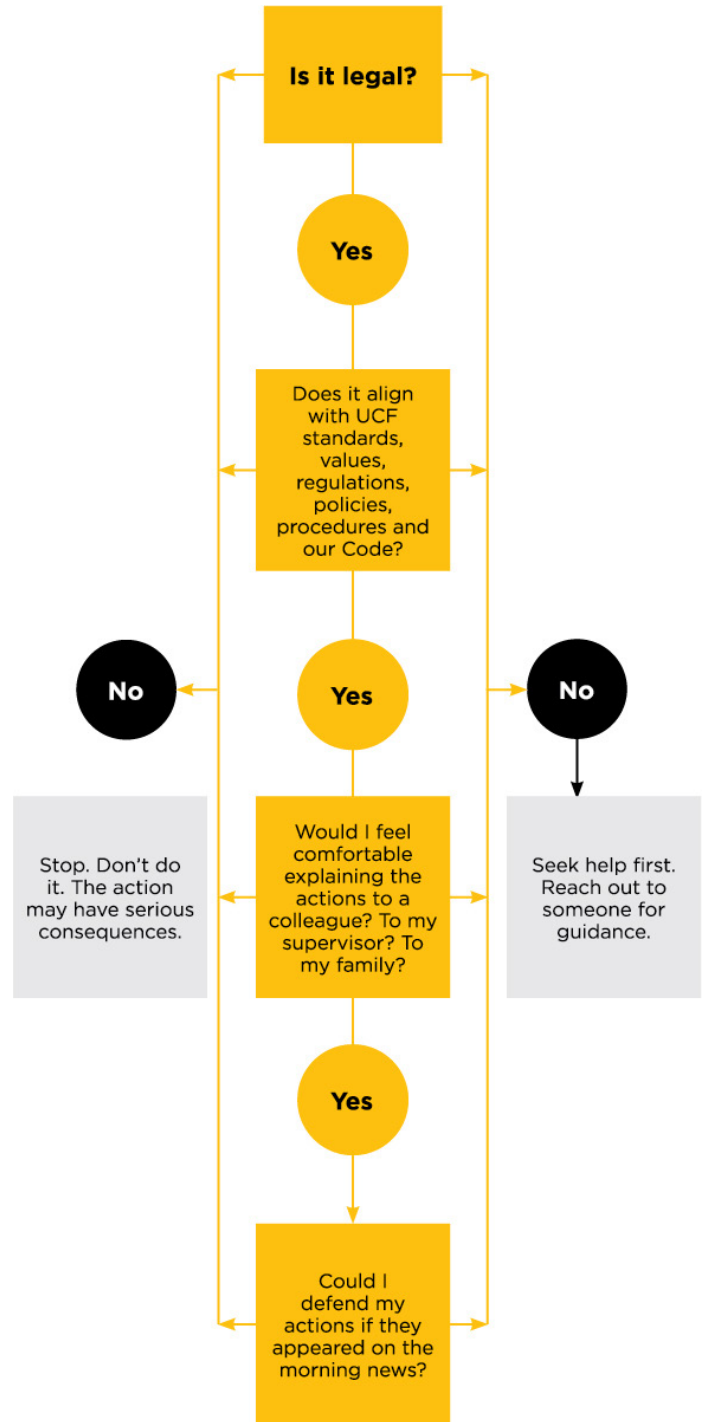 Is it legal?
Yes
Does it align
with UCF
standards,
values,
regulations,
policies,
procedures and
our Code?
No
Yes
No
Stop. Don’t do
it. The action
may have serious
consequences.
Would I feel
comfortable
explaining the
actions to a
colleague? To my
supervisor? To
my family?
Seek help first.
Reach out to
someone for
guidance.
Yes
Could I
defend my
actions if they
appeared on the
morning news?